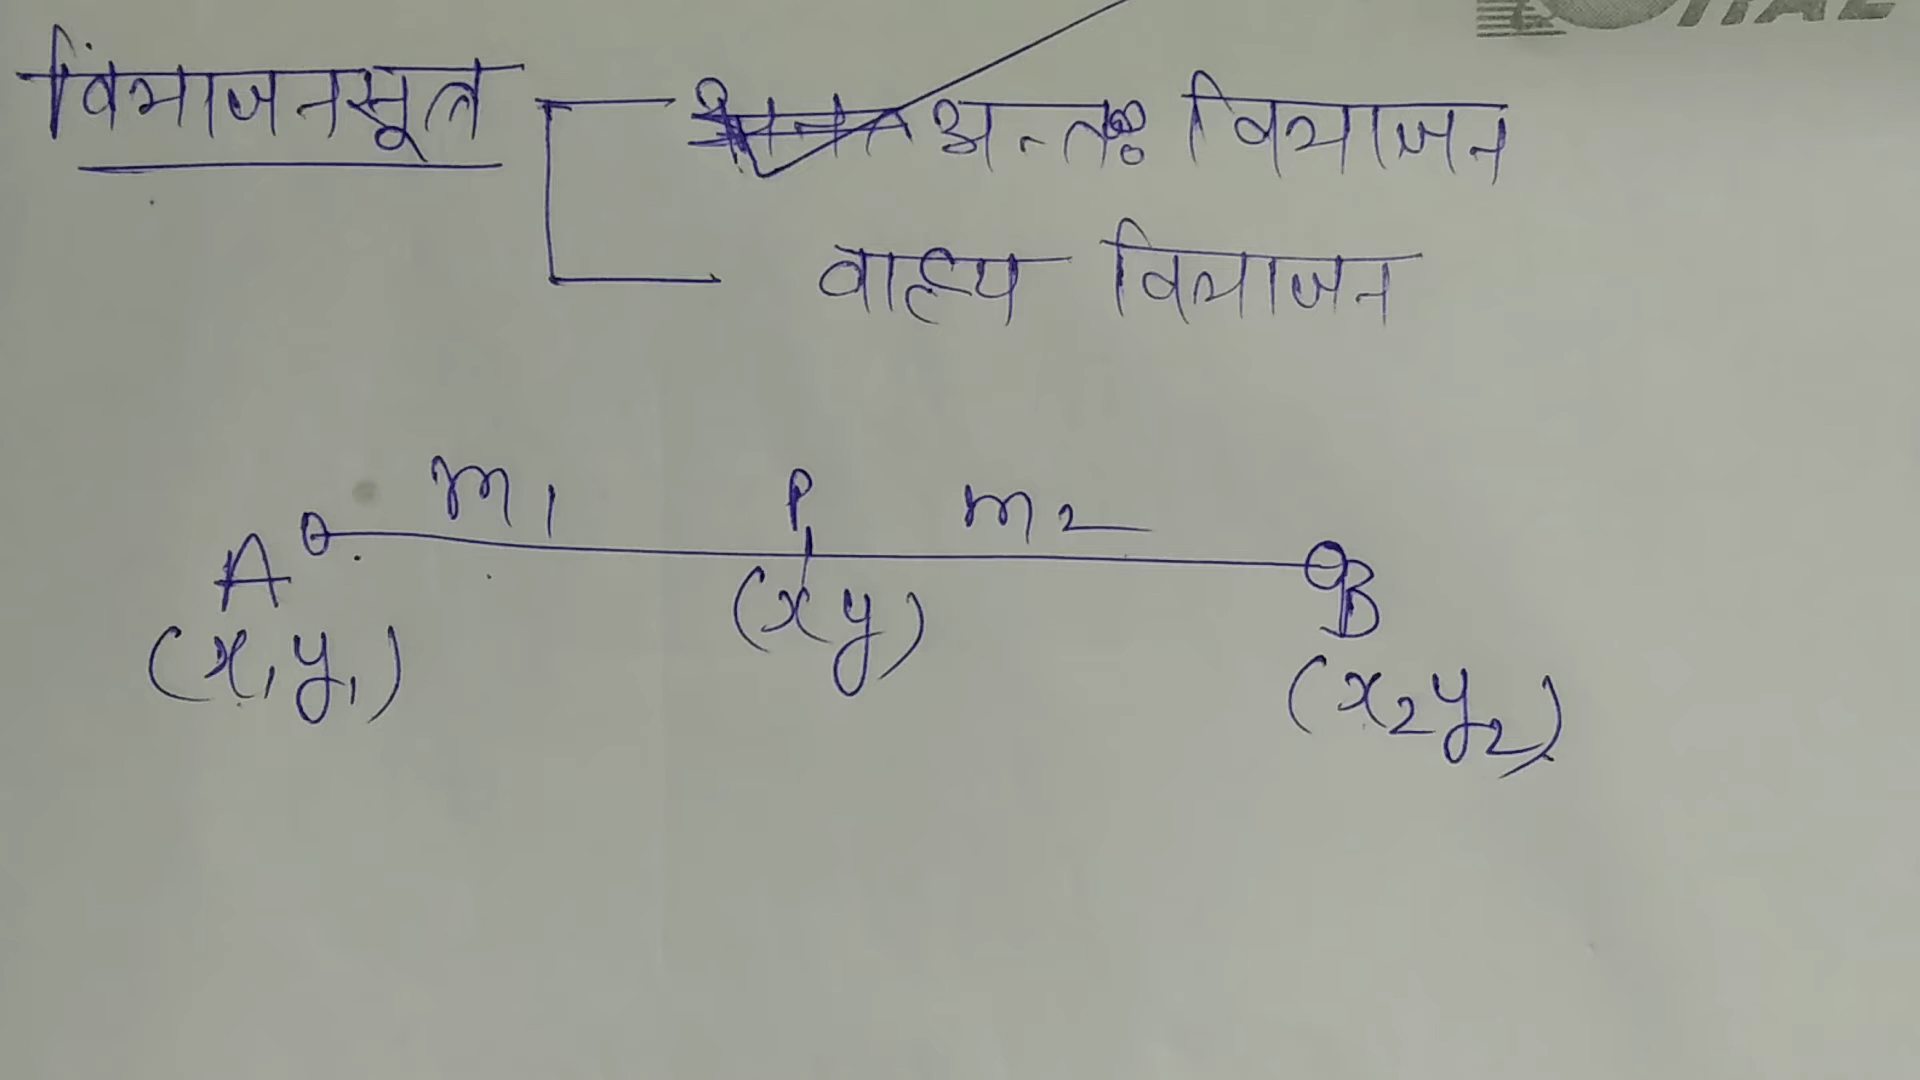 विभाजनसूत्र
अन्तः विभाजन
वाह्य विभाजन
m1 P m2
A B
(x1y1) (xy) (x2y2)